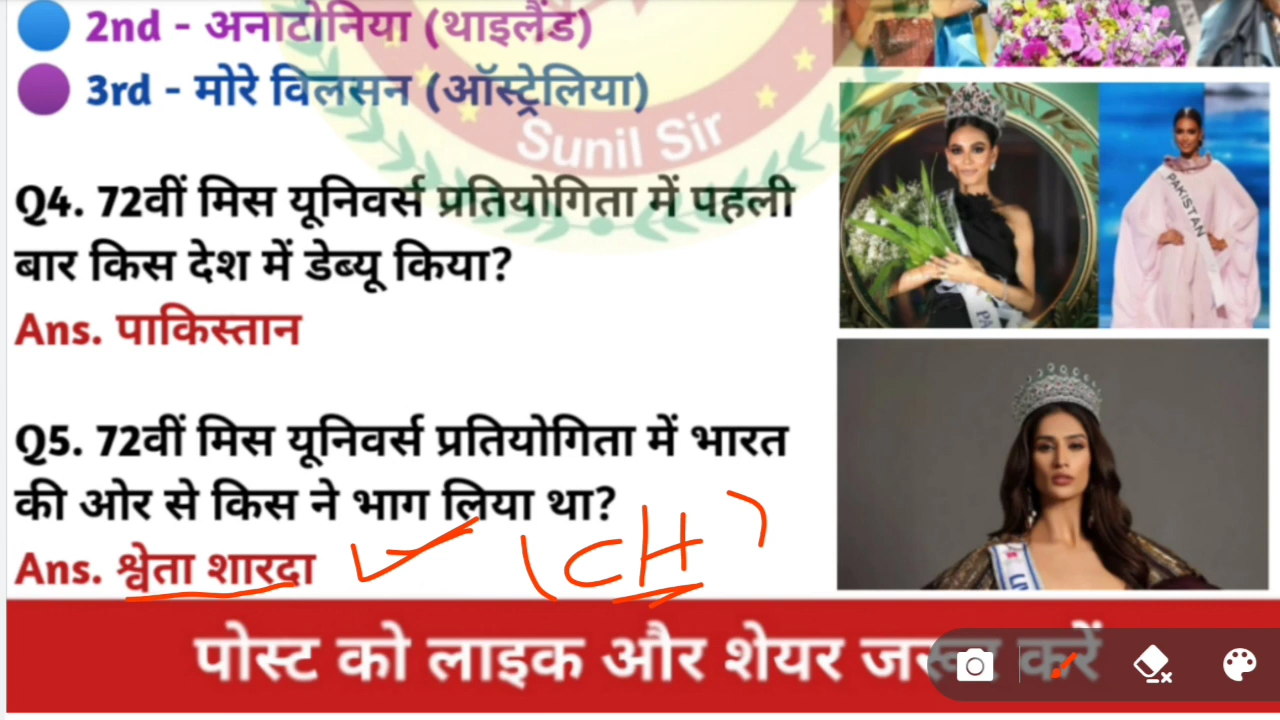 2nd - अनाटोनिया (थाइलैंड)
3rd - मोरे विलसन (ऑस्ट्रेलिया)
Sunil Sir
Q4. 72वीं मिस यूनिवर्स प्रतियोगिता में पहली
बार किस देश में डेब्यू किया?
Ans. पाकिस्तान
PAKISTAN
Q5. 72वीं मिस यूनिवर्स प्रतियोगिता में भारत
की ओर से किस ने भाग लिया था?
Ans. श्वेता शारदा
(CH)
पोस्ट को लाइक और शेयर जरूर करें